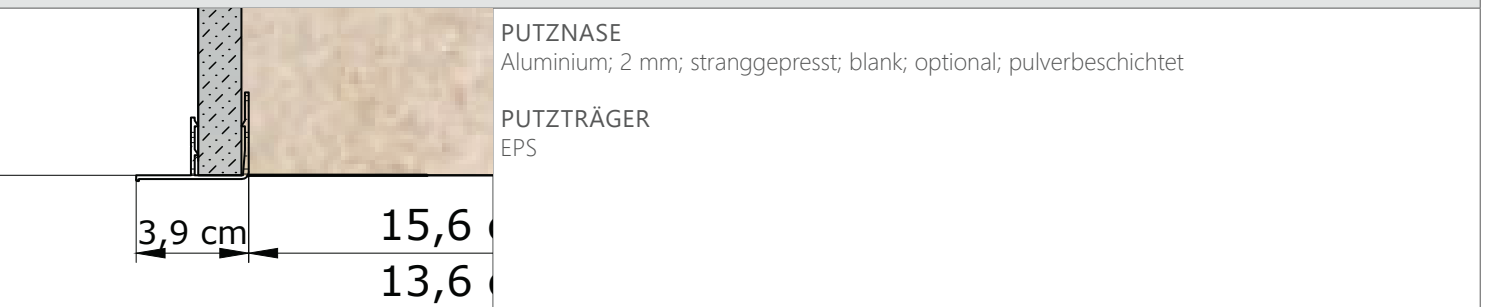 PUTZNASE
Aluminium; 2 mm; stranggepresst; blank; optional; pulverbeschichtet
PUTZTRÄGER
EPS
3,9 cm
15,6
13,6